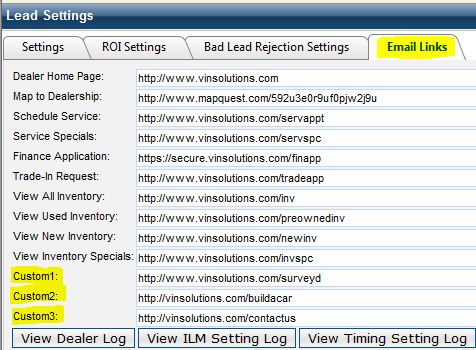 Lead Settings
Settings ROI Settings Bad Lead Rejection Settings Email Links
Dealer Home Page: http://www.vinsolutions.com
Map to Dealership: http://www.mapquest.com/592u3e0r9uf0pjw2j9u
Schedule Service: http://www.vinsolutions.com/servappt
Service Specials: http://www.vinsolutions.com/servspc
Finance Application: https://secure.vinsolutions.com/finapp
Trade-In Request: http://www.vinsolutions.com/tradeapp
View All Inventory: http://www.vinsolutions.com/inv
View Used Inventory: http://www.vinsolutions.com/preownedinv
View New Inventory: http://www.vinsolutions.com/newinv
View Inventory Specials: http://www.vinsolutions.com/invspc
Custom1: http://www.vinsolutions.com/surveyd
Custom2: http://vinsolutions.com/buildacar
Custom3: http://vinsolutions.com/contactus
View Dealer Log View ILM Setting Log View Timing Setting Log